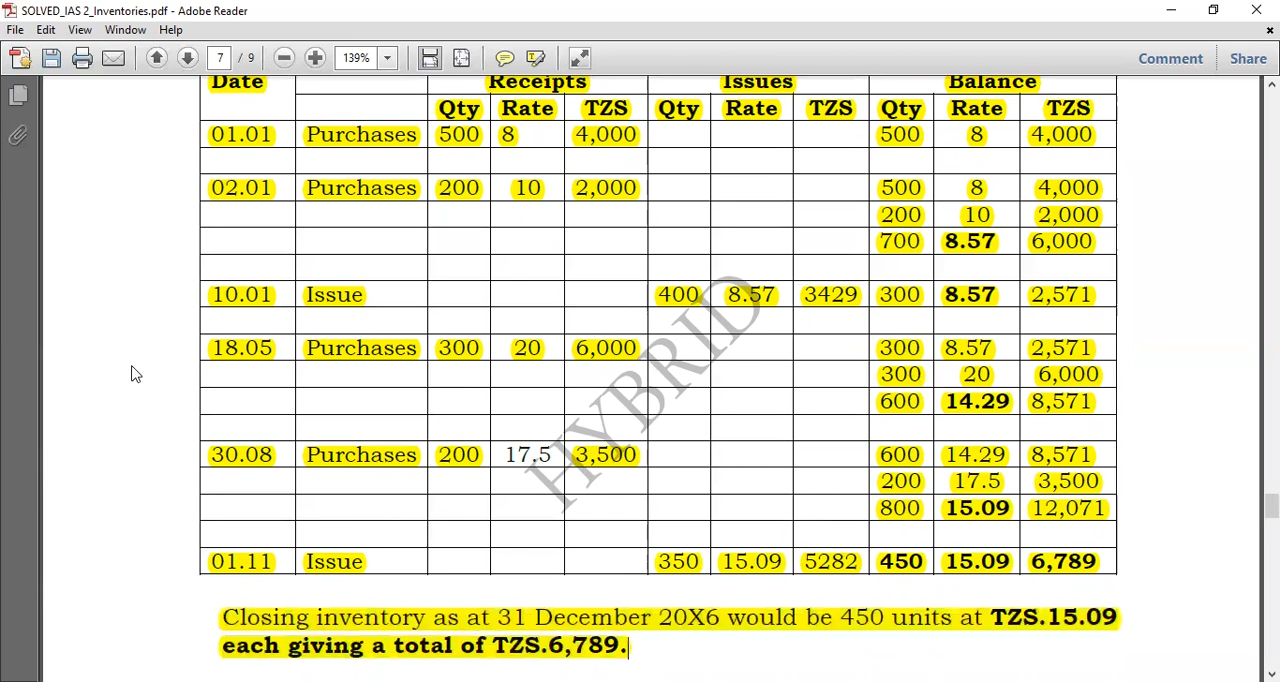 SOLVED_IAS 2_Inventories.pdf - Adobe Reader
File Edit View Window Help
7 / 9 139% Comment Share
Date Receipts Issues Balance
Qty Rate TZS Qty Rate TZS Qty Rate TZS
01.01 Purchases 500 8 4,000 500 8 4,000
02.01 Purchases 200 10 2,000 500 8 4,000
200 10 2,000
700 8.57 6,000
10.01 Issue 400 8.57 3429 300 8.57 2,571
18.05 Purchases 300 20 6,000 300 8.57 2,571
300 20 6,000
600 14.29 8,571
30.08 Purchases 200 17.5 3,500 600 14.29 8,571
200 17.5 3,500
800 15.09 12,071
01.11 Issue 350 15.09 5282 450 15.09 6,789
HYBRID
Closing inventory as at 31 December 20X6 would be 450 units at TZS.15.09
each giving a total of TZS.6,789.